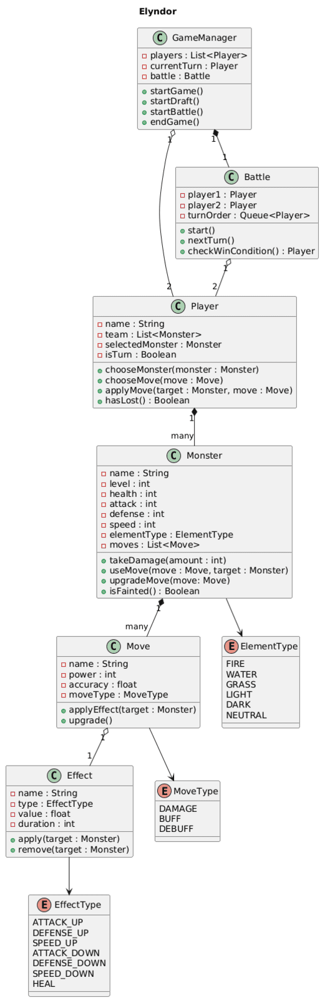 Elyndor
C GameManager
players : List<Player>
currentTurn : Player
battle : Battle
startGame()
startDraft()
startBattle()
endGame()
1
1
1
C Battle
player1 : Player
player2 : Player
turnOrder : Queue<Player>
start()
nextTurn()
checkWinCondition() : Player
1
2
2
C Player
name : String
team : List<Monster>
selectedMonster : Monster
isTurn : Boolean
chooseMonster(monster : Monster)
chooseMove(move : Move)
applyMove(target : Monster, move : Move)
hasLost() : Boolean
1
many
C Monster
name : String
level : int
health : int
attack : int
defense : int
speed : int
elementType : ElementType
moves : List<Move>
takeDamage(amount : int)
useMove(move : Move, target : Monster)
upgradeMove(move: Move)
isFainted() : Boolean
1
many
C Move
name : String
power : int
accuracy : float
moveType : MoveType
applyEffect(target : Monster)
upgrade()
E ElementType
FIRE
WATER
GRASS
LIGHT
DARK
NEUTRAL
1
1
C Effect
name : String
type : EffectType
value : float
duration : int
apply(target : Monster)
remove(target : Monster)
E MoveType
DAMAGE
BUFF
DEBUFF
E EffectType
ATTACK_UP
DEFENSE_UP
SPEED_UP
ATTACK_DOWN
DEFENSE_DOWN
SPEED_DOWN
HEAL